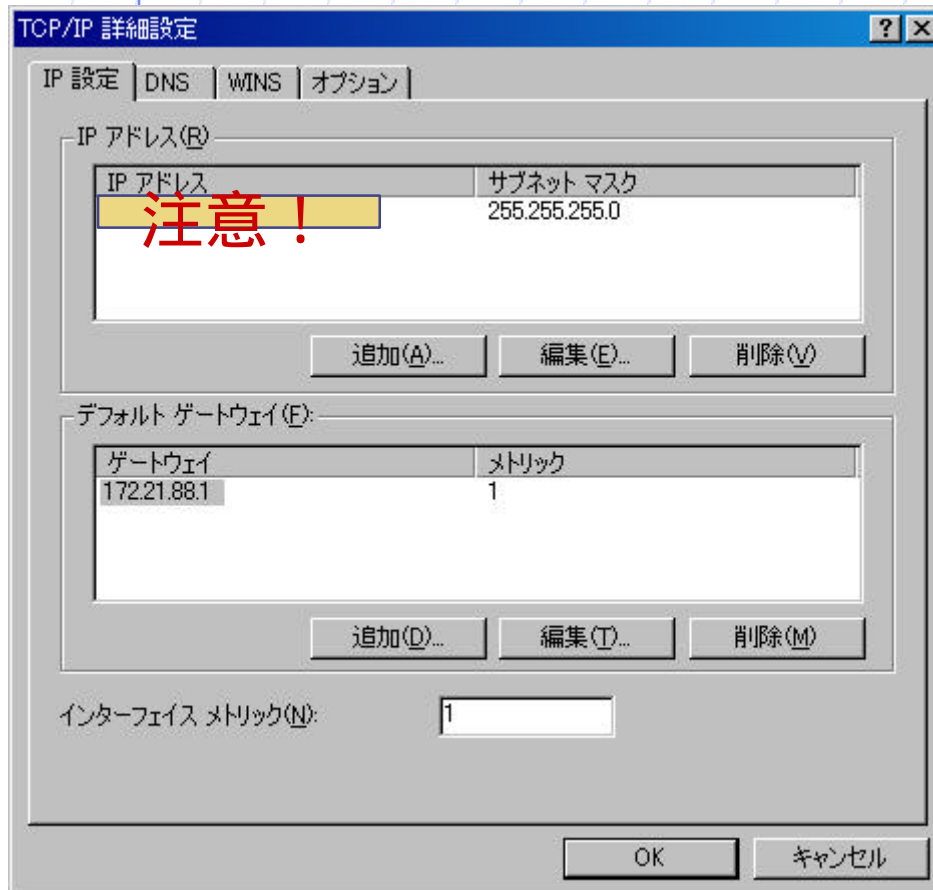 TCP/IP 詳細設定
IP 設定 DNS WINS オプション
IP アドレス(R)
IP アドレス サブネット マスク
注意！ 255.255.255.0
追加(A)... 編集(E)... 削除(V)
デフォルト ゲートウェイ(F):
ゲートウェイ メトリック
172.21.88.1 1
追加(D)... 編集(T)... 削除(M)
インターフェイス メトリック(N): 1
OK キャンセル